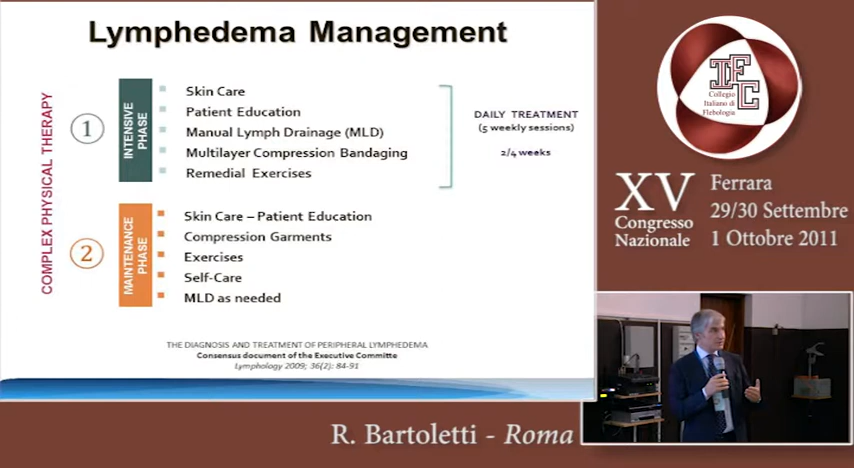 Lymphedema Management
COMPLEX PHYSICAL THERAPY
1
INTENSIVE
PHASE
Skin Care
Patient Education
Manual Lymph Drainage (MLD)
Multilayer Compression Bandaging
Remedial Exercises
DAILY TREATMENT
(5 weekly sessions)
2/4 weeks
2
MAINTENANCE
PHASE
Skin Care – Patient Education
Compression Garments
Exercises
Self-Care
MLD as needed
THE DIAGNOSIS AND TREATMENT OF PERIPHERAL LYMPHEDEMA
Consensus document of the Executive Committe
Lymphology 2009; 36(2): 84-91
IFC
Collegio
Italiano di
Flebologia
XV
Congresso
Nazionale
Ferrara
29/30 Settembre
1 Ottobre 2011
R. Bartoletti - Roma